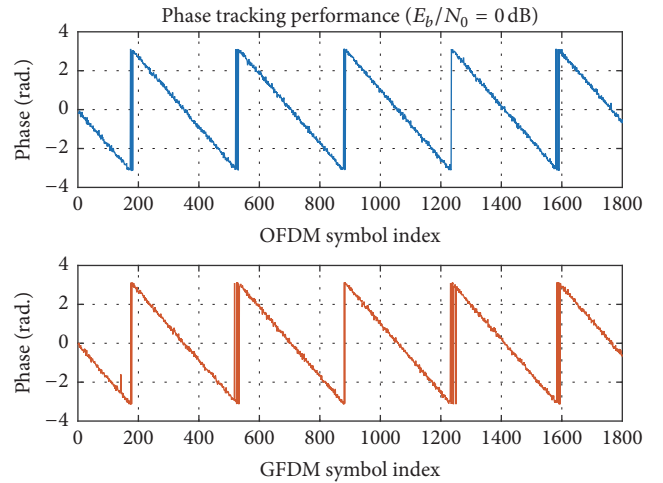 Phase tracking performance (E_b/N_0 = 0 dB)
4
2
0
−2
−4
Phase (rad.)
0 200 400 600 800 1000 1200 1400 1600 1800
OFDM symbol index
4
2
0
−2
−4
Phase (rad.)
0 200 400 600 800 1000 1200 1400 1600 1800
GFDM symbol index